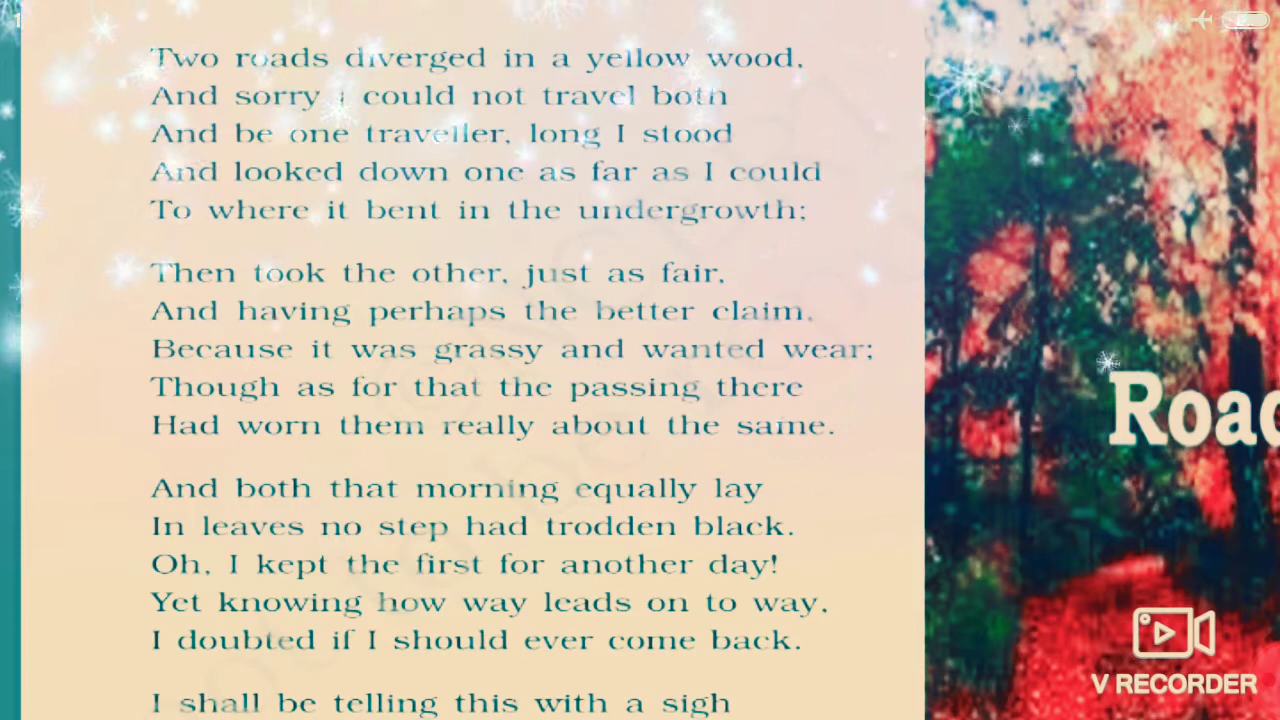 Two roads diverged in a yellow wood,
And sorry i could not travel both
And be one traveller, long I stood
And looked down one as far as I could
To where it bent in the undergrowth;
Then took the other, just as fair,
And having perhaps the better claim,
Because it was grassy and wanted wear;
Though as for that the passing there
Had worn them really about the same.
And both that morning equally lay
In leaves no step had trodden black.
Oh, I kept the first for another day!
Yet knowing how way leads on to way,
I doubted if I should ever come back.
I shall be telling this with a sigh
Road
V RECORDER